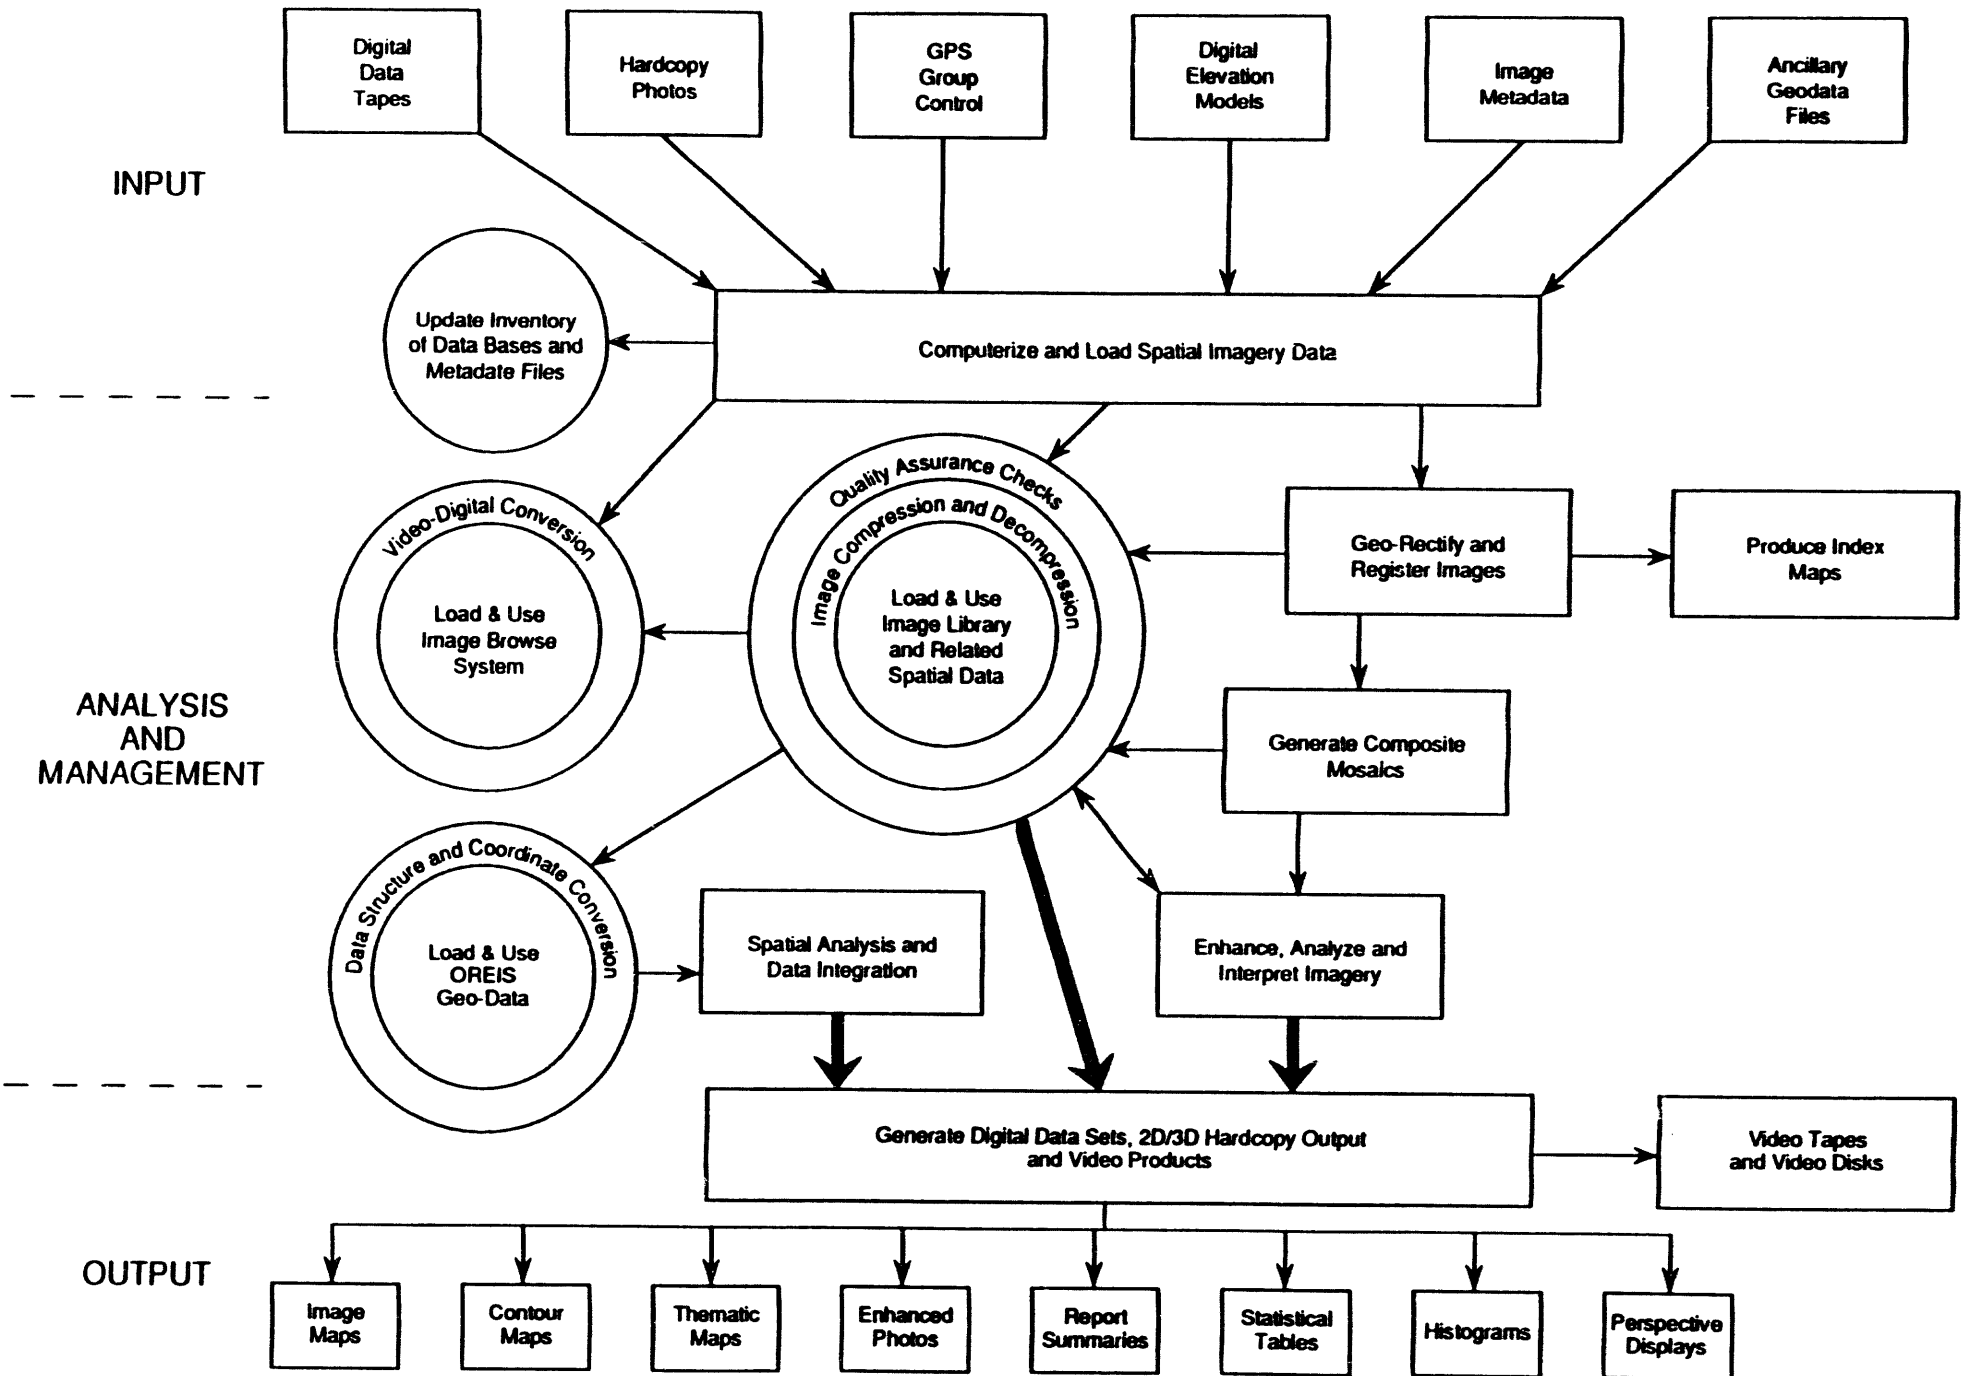 Digital
Data
Tapes
Hardcopy
Photos
GPS
Group
Control
Digital
Elevation
Models
Image
Metadata
Ancillary
Geodata
Files
INPUT
Update Inventory
of Data Bases and
Metadate Files
Computerize and Load Spatial Imagery Data
Quality Assurance Checks
Image Compression and Decompression
Load & Use
Image Library
and Related
Spatial Data
Video-Digital Conversion
Load & Use
Image Browse
System
Geo-Rectify and
Register Images
Produce Index
Maps
ANALYSIS
AND
MANAGEMENT
Generate Composite
Mosaics
Data Structure and Coordinate Conversion
Load & Use
OREIS
Geo-Data
Spatial Analysis and
Data Integration
Enhance, Analyze and
Interpret Imagery
Generate Digital Data Sets, 2D/3D Hardcopy Output
and Video Products
Video Tapes
and Video Disks
OUTPUT
Image
Maps
Contour
Maps
Thematic
Maps
Enhanced
Photos
Report
Summaries
Statistical
Tables
Histograms
Perspective
Displays